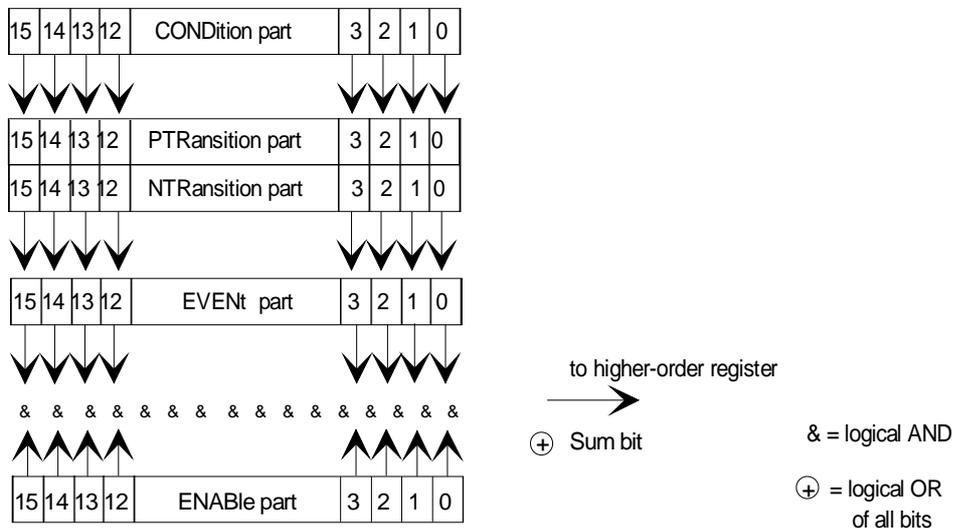 15 14 13 12 CONDition part 3 2 1 0
15 14 13 12 PTRansition part 3 2 1 0
15 14 13 12 NTRansition part 3 2 1 0
15 14 13 12 EVENt part 3 2 1 0
to higher-order register
& & & & & & & & & & & & & & & &
+ Sum bit
& = logical AND
15 14 13 12 ENABle part 3 2 1 0
+ = logical OR
of all bits